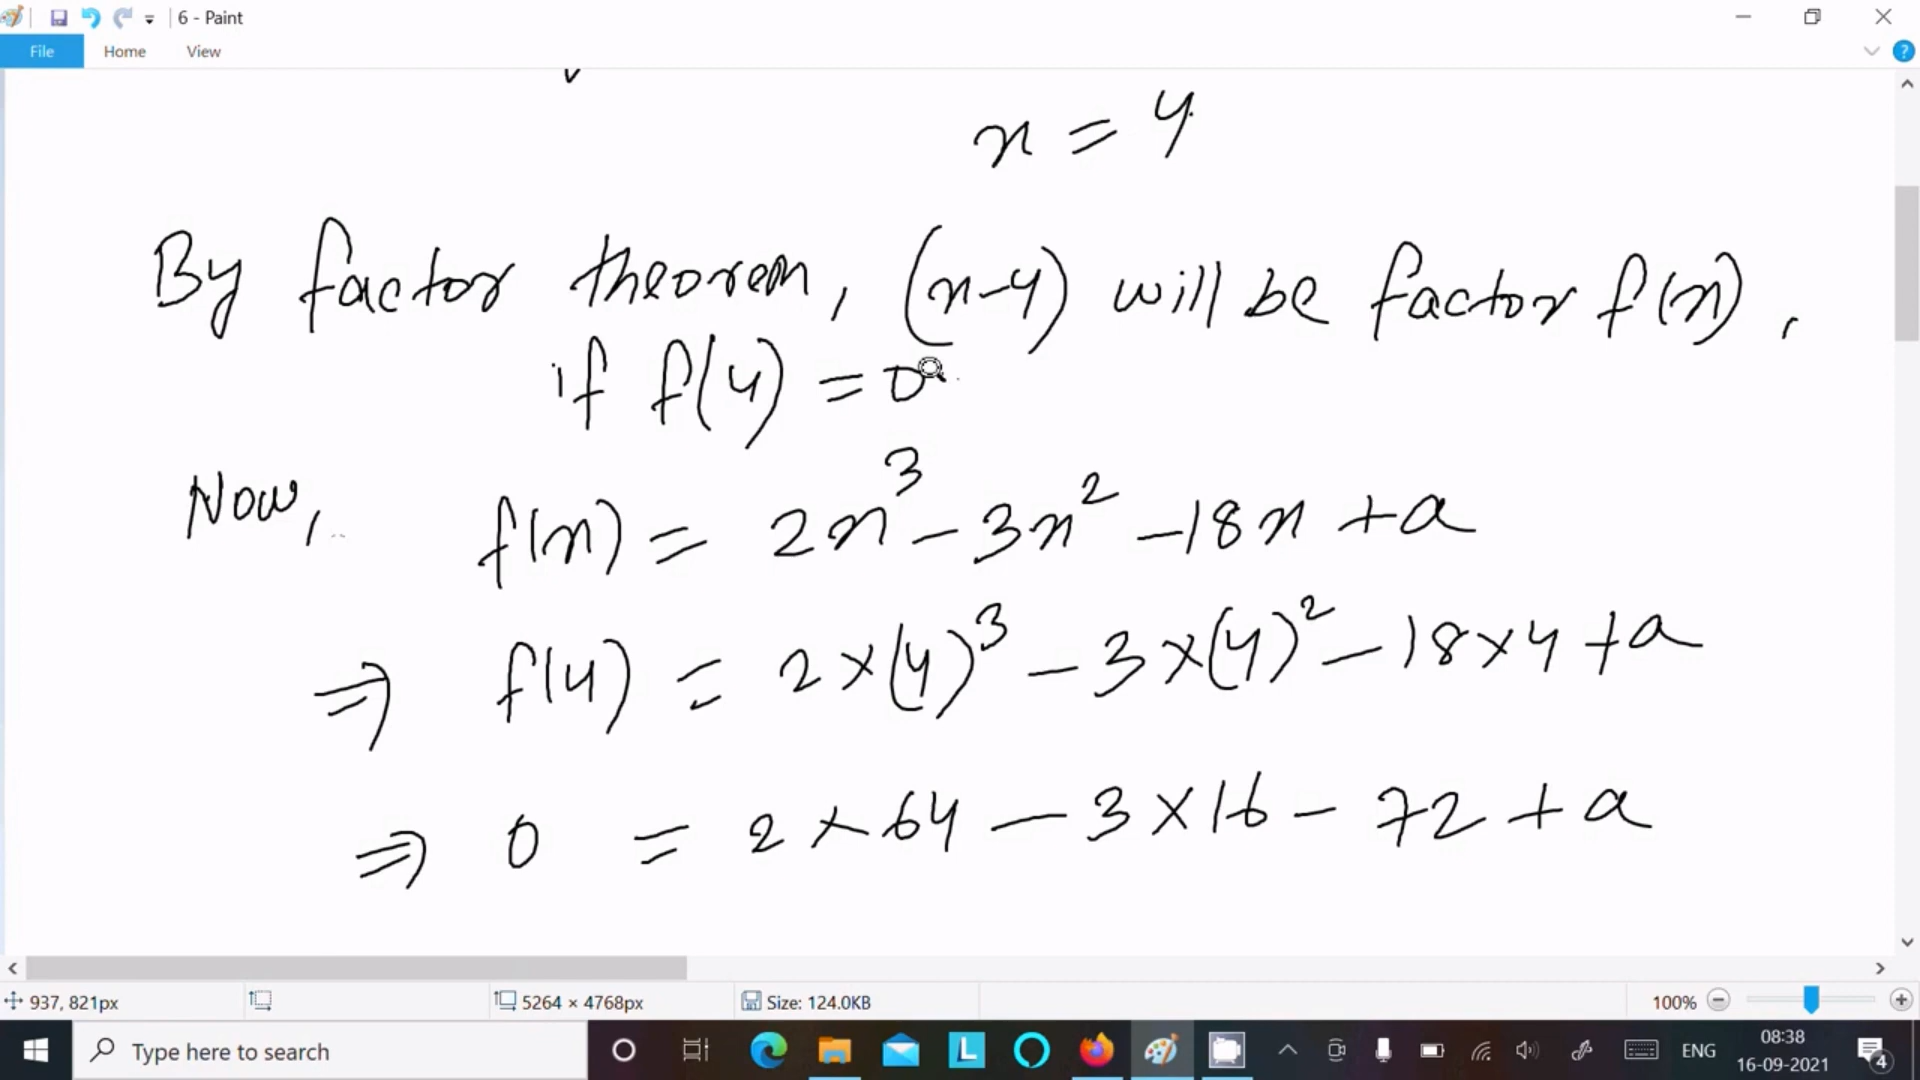 6 - Paint
File Home View
x = 4
By factor theorem, (x-4) will be factor f(x),
if f(4) = 0
Now, f(x) = 2x³ - 3x² - 18x + a
⇒ f(4) = 2×(4)³ - 3×(4)² - 18×4 + a
⇒ 0 = 2×64 - 3×16 - 72 + a
937, 821px 5264 × 4768px Size: 124.0KB 100%
Type here to search L ENG 08:38
16-09-2021 4